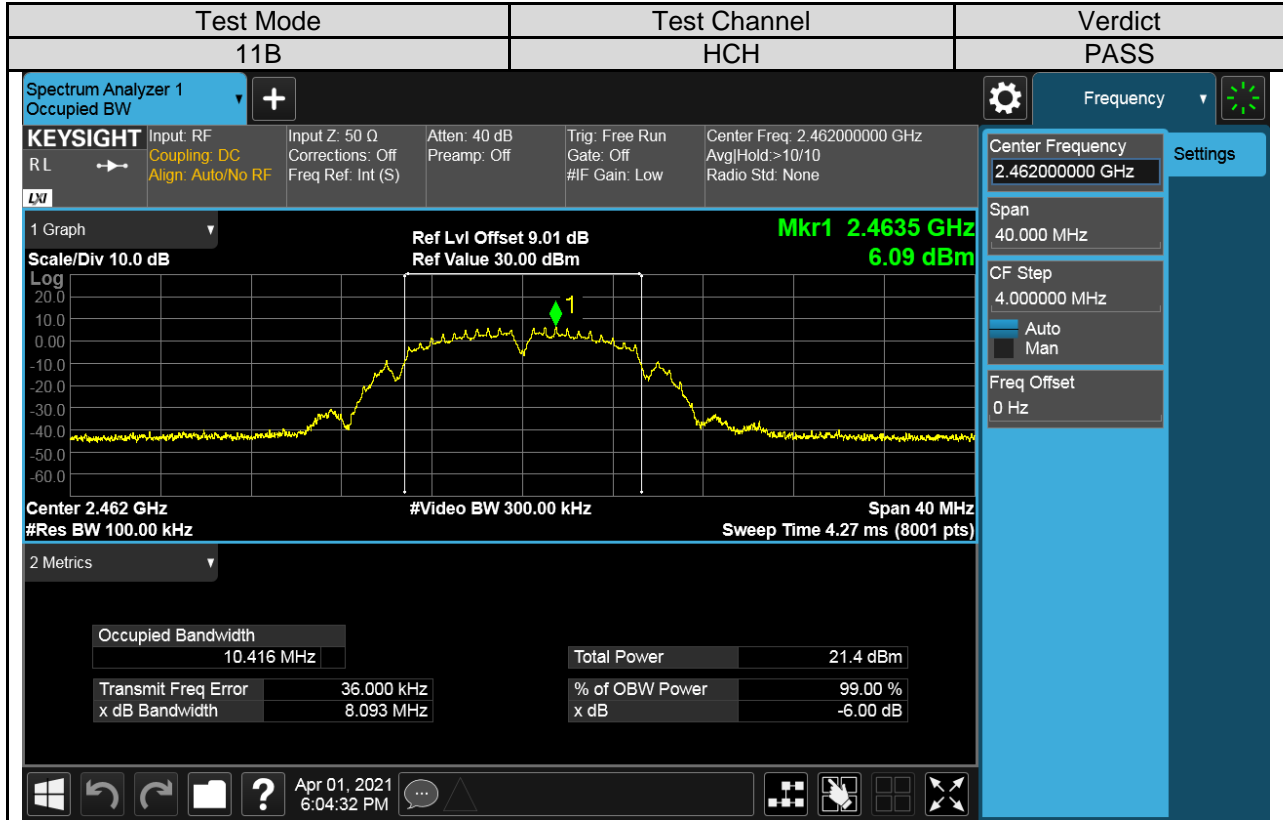 Test Mode Test Channel Verdict
11B HCH PASS
Spectrum Analyzer 1
Occupied BW
+
Frequency
KEYSIGHT Input: RF Input Z: 50 Ω Atten: 40 dB Trig: Free Run Center Freq: 2.462000000 GHz
RL Coupling: DC Corrections: Off Preamp: Off Gate: Off Avg|Hold:>10/10
Align: Auto/No RF Freq Ref: Int (S) #IF Gain: Low Radio Std: None
LXI
Center Frequency
2.462000000 GHz
Settings
Span
40.000 MHz
CF Step
4.000000 MHz
Auto
Man
Freq Offset
0 Hz
1 Graph
Ref Lvl Offset 9.01 dB
Mkr1 2.4635 GHz
Scale/Div 10.0 dB Ref Value 30.00 dBm 6.09 dBm
Log
20.0
10.0
0.00
-10.0
-20.0
-30.0
-40.0
-50.0
-60.0
1
Center 2.462 GHz #Video BW 300.00 kHz Span 40 MHz
#Res BW 100.00 kHz Sweep Time 4.27 ms (8001 pts)
2 Metrics
Occupied Bandwidth
10.416 MHz
Total Power 21.4 dBm
Transmit Freq Error 36.000 kHz % of OBW Power 99.00 %
x dB Bandwidth 8.093 MHz x dB -6.00 dB
?
Apr 01, 2021
6:04:32 PM